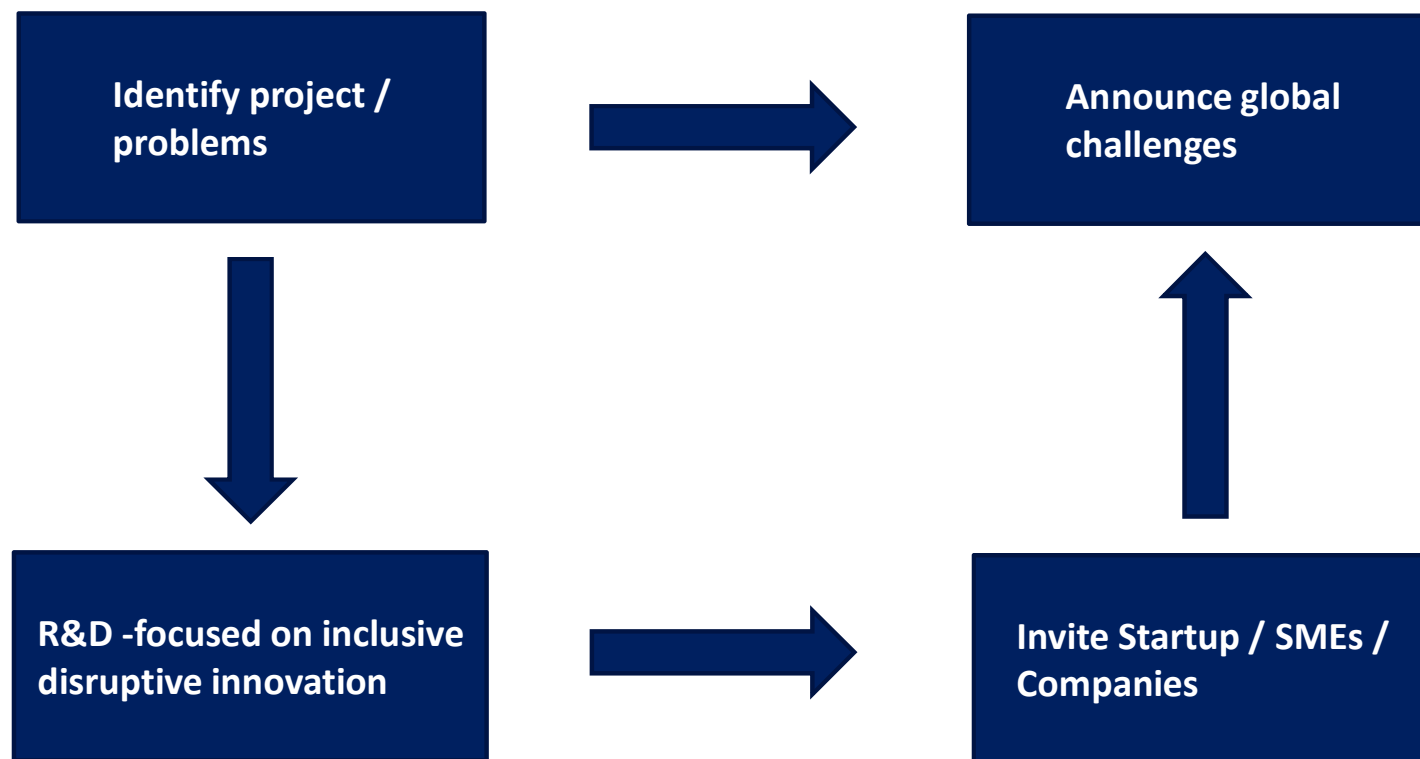 Identify project /
problems
Announce global
challenges
R&D -focused on inclusive
disruptive innovation
Invite Startup / SMEs /
Companies